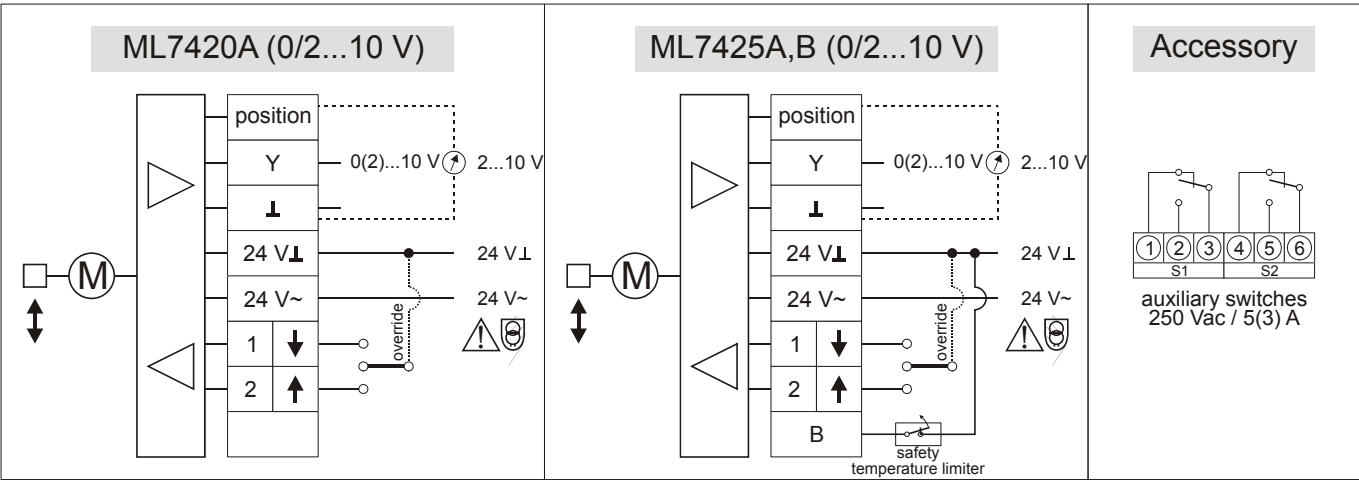 ML7420A (0/2...10 V)
position
Y
0(2)...10 V
2...10 V
⊥
24 V⊥
24 V⊥
24 V~
24 V~
override
1
2
M
ML7425A,B (0/2...10 V)
position
Y
0(2)...10 V
2...10 V
⊥
24 V⊥
24 V⊥
24 V~
24 V~
override
1
2
M
B
safety
temperature limiter
Accessory
1 2 3 4 5 6
S1 S2
auxiliary switches
250 Vac / 5(3) A